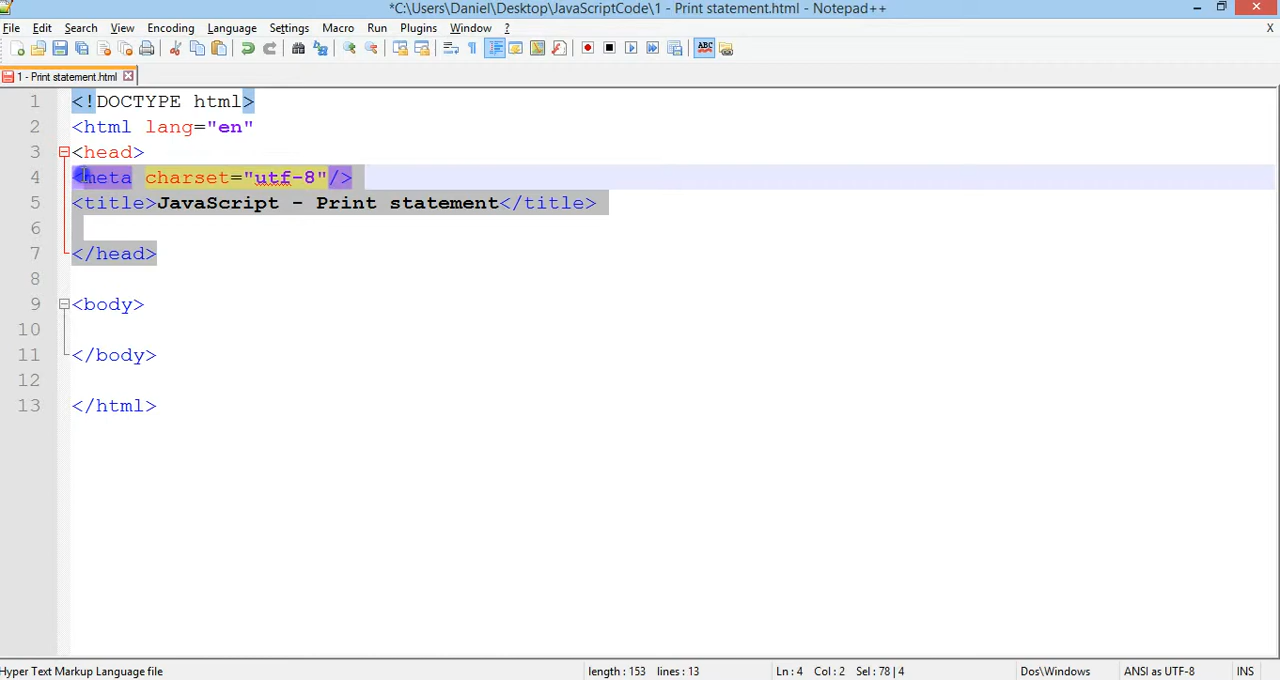 *C:\Users\Daniel\Desktop\JavaScriptCode\1 - Print statement.html - Notepad++
File Edit Search View Encoding Language Settings Macro Run Plugins Window ? X
ABC
1 - Print statement.html
1 <!DOCTYPE html>
2 <html lang="en"
3 <head>
4 <meta charset="utf-8"/>
5 <title>JavaScript - Print statement</title>
6
7 </head>
8
9 <body>
10
11 </body>
12
13 </html>
Hyper Text Markup Language file length : 153 lines : 13 Ln : 4 Col : 2 Sel : 78 | 4 Dos\Windows ANSI as UTF-8 INS